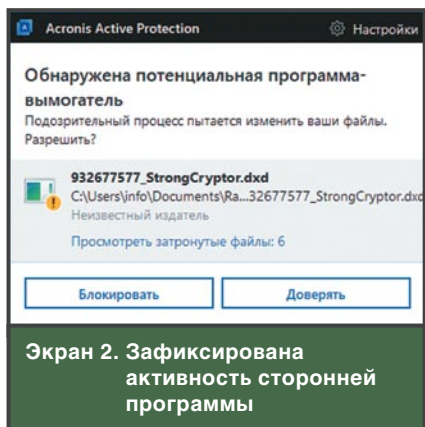 Acronis Active Protection
Настройки
Обнаружена потенциальная программа-
вымогатель
Подозрительный процесс пытается изменить ваши файлы.
Разрешить?
932677577_StrongCryptor.dxd
C:\Users\info\Documents\Ra...32677577_StrongCryptor.dxd
Неизвестный издатель
Просмотреть затронутые файлы: 6
Блокировать
Доверять
Экран 2. Зафиксирована
активность сторонней
программы